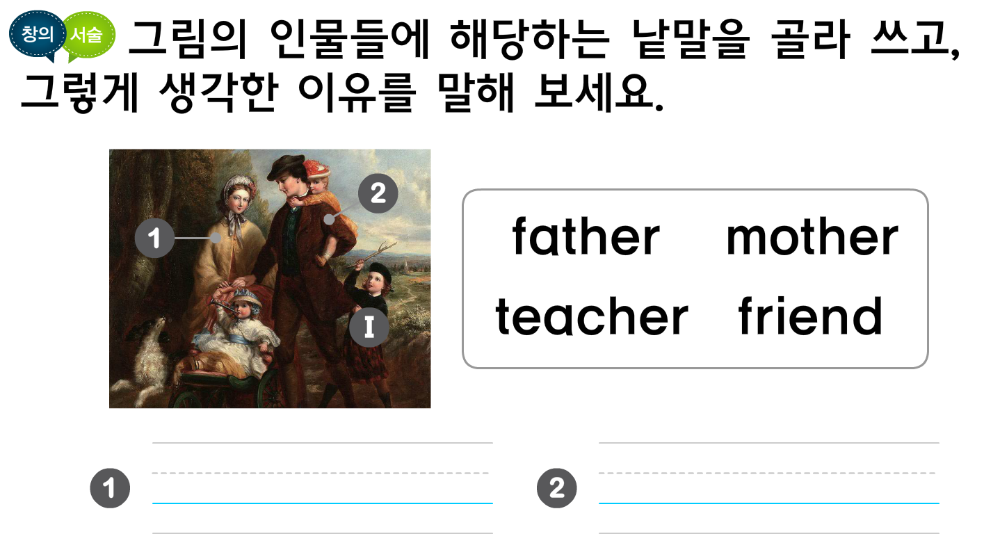 창의 서술 그림의 인물들에 해당하는 낱말을 골라 쓰고,
그렇게 생각한 이유를 말해 보세요.
1
2
I
father mother
teacher friend
1
2